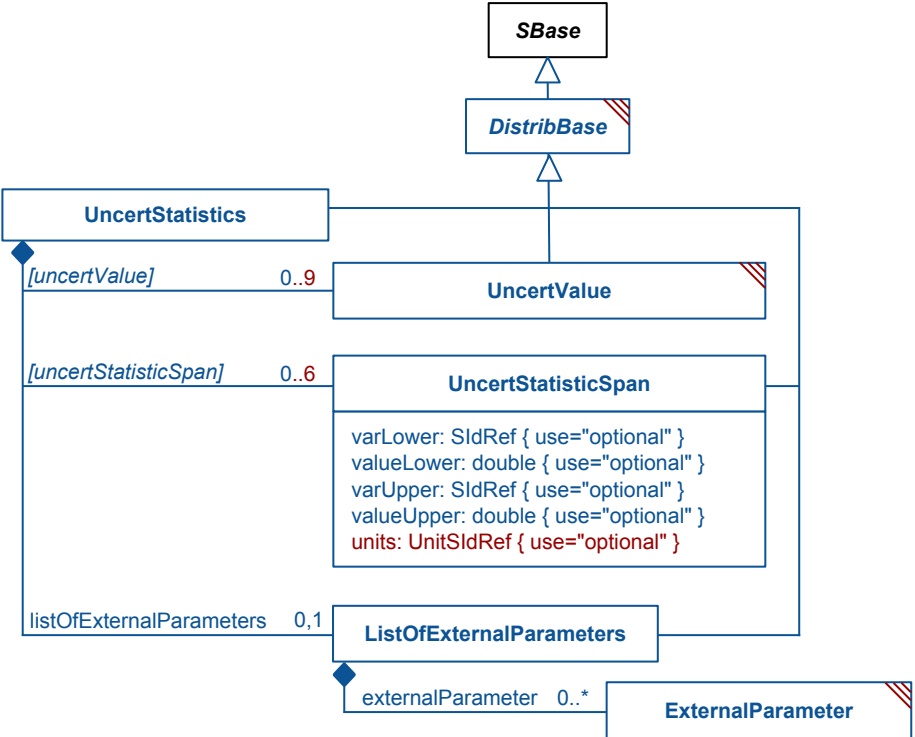 SBase
DistribBase
UncertStatistics
[uncertValue] 0..9
UncertValue
[uncertStatisticSpan] 0..6
UncertStatisticSpan
varLower: SIdRef { use="optional" }
valueLower: double { use="optional" }
varUpper: SIdRef { use="optional" }
valueUpper: double { use="optional" }
units: UnitSIdRef { use="optional" }
listOfExternalParameters 0,1
ListOfExternalParameters
externalParameter 0..*
ExternalParameter